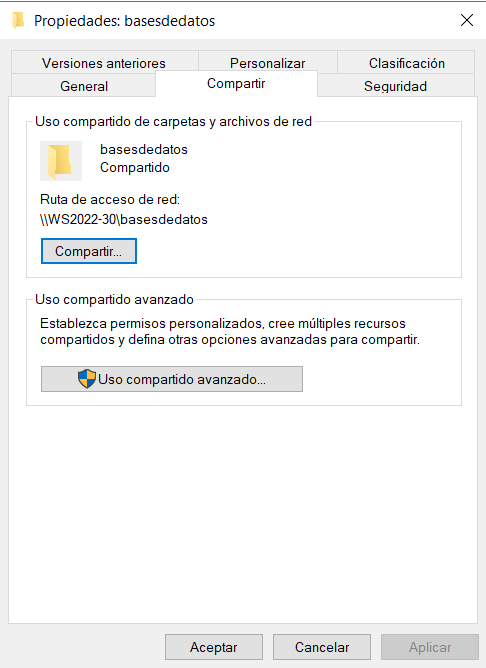 Propiedades: basesdedatos
Versiones anteriores
Personalizar
Clasificación
General
Compartir
Seguridad
Uso compartido de carpetas y archivos de red
basesdedatos
Compartido
Ruta de acceso de red:
\\WS2022-30\basesdedatos
Compartir...
Uso compartido avanzado
Establezca permisos personalizados, cree múltiples recursos
compartidos y defina otras opciones avanzadas para compartir.
Uso compartido avanzado...
Aceptar
Cancelar
Aplicar